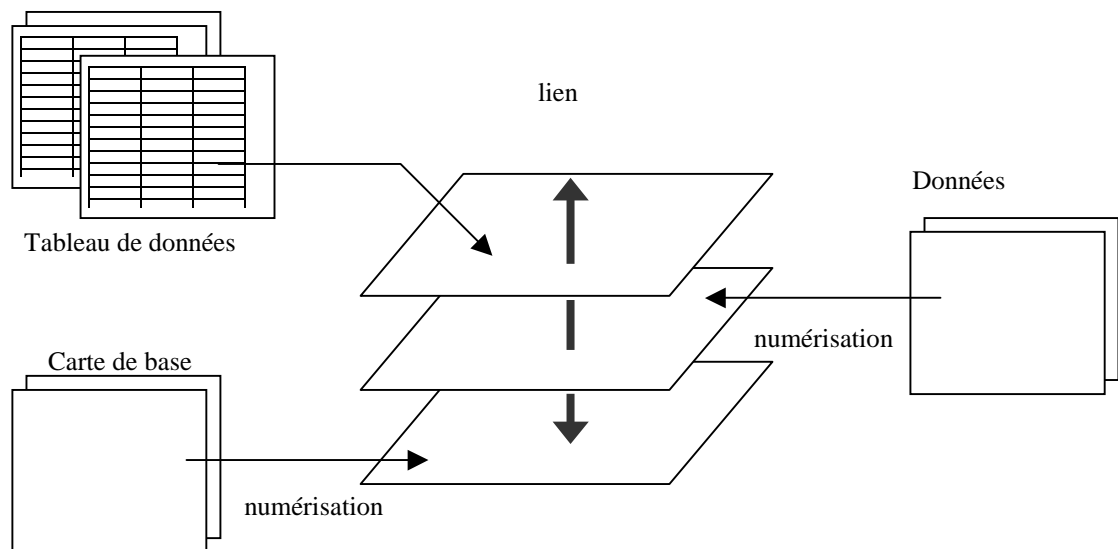 lien
Données
Tableau de données
numérisation
Carte de base
numérisation